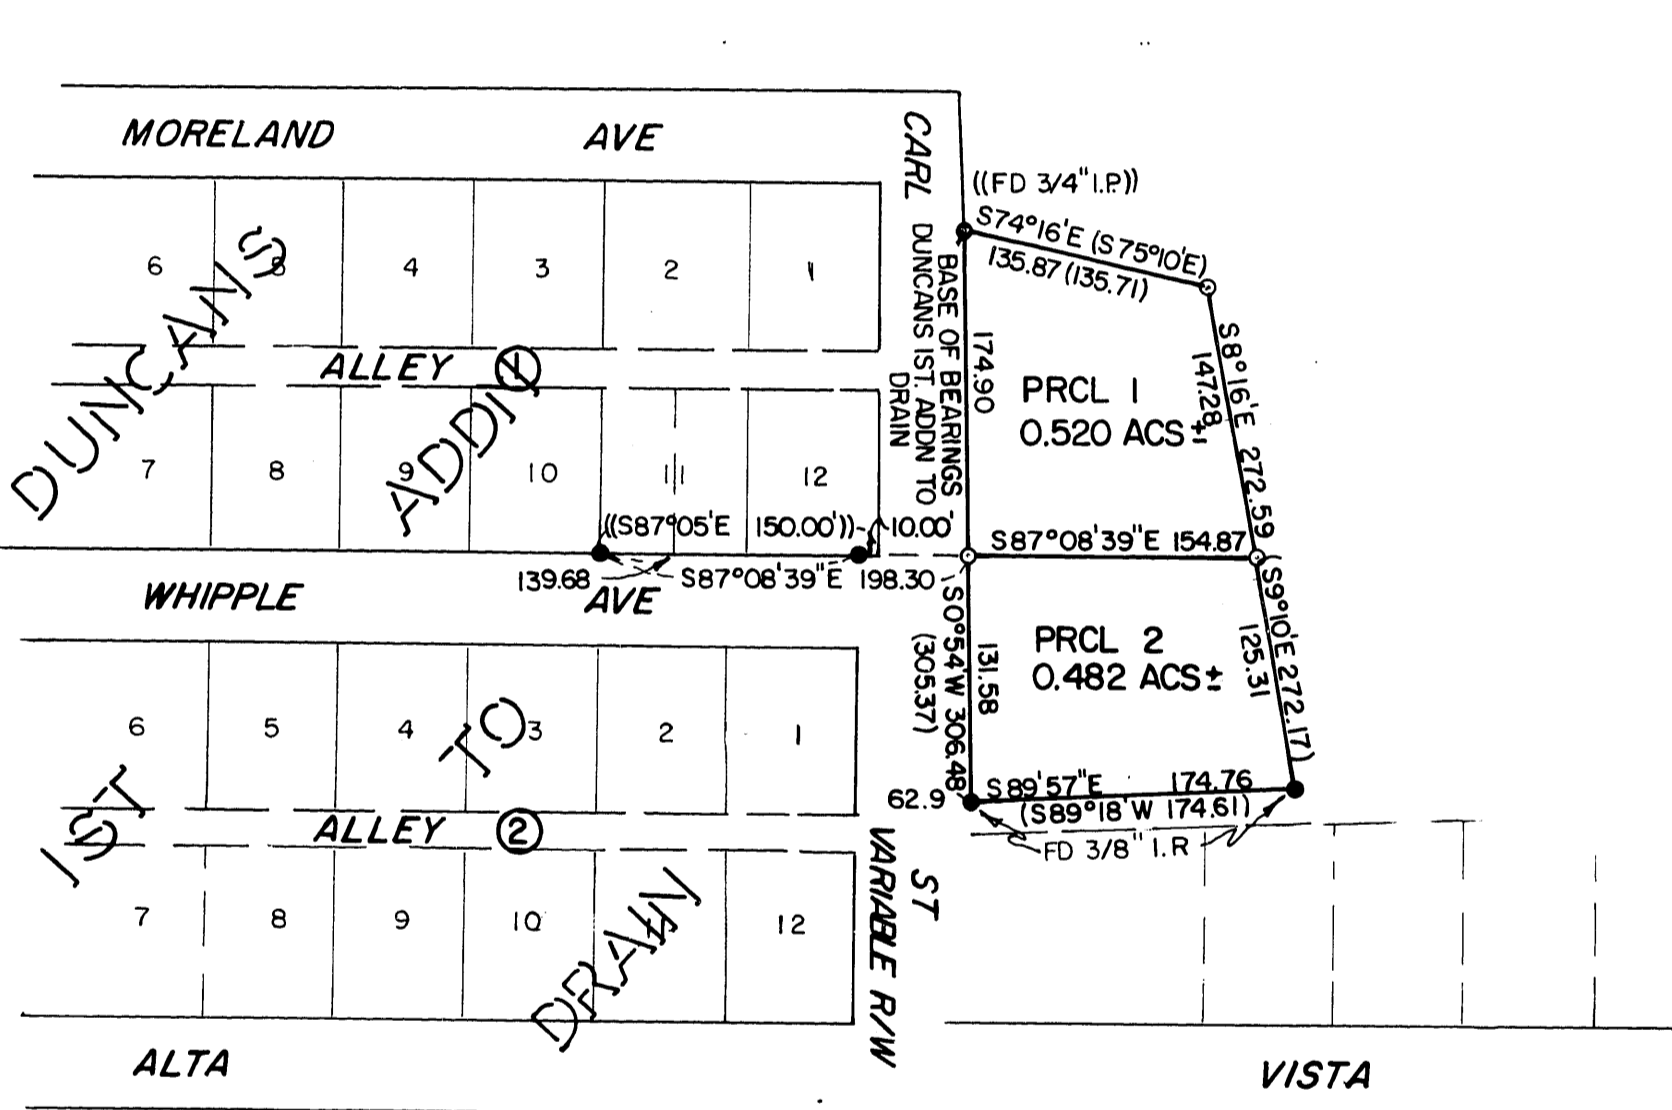 MORELAND AVE
CARL
((FD 3/4" I.P.))
S74°16'E (S75°10'E)
135.87 (135.71)
6 5 4 3 2 1
BASE OF BEARINGS -
DUNCANS 1ST. ADDN TO
DRAIN
174.90
PRCL 1
0.520 ACS±
S8°16'E 272.59
147.28
ALLEY 1
7 8 9 10 11 12
DUNCANS
ADDN
((S87°05'E 150.00'))
10.00
S87°08'39"E 154.87
139.68
S87°08'39"E 198.30
WHIPPLE AVE
S0°54'W 306.48
(305.37)
131.58
PRCL 2
0.482 ACS±
(S9°10'E 272.17)
125.31
6 5 4 3 2 1
1ST
TO
62.9
S89'57"E 174.76
(S89°18'W 174.61)
FD 3/8" I.R
ALLEY 2
ST
VARIABLE R/W
7 8 9 10 11 12
DRAIN
ALTA VISTA